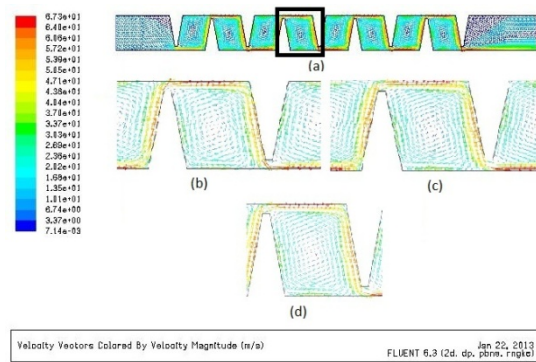 6.73e+01
6.40e+01
6.06e+01
5.72e+01
5.39e+01
5.05e+01
4.71e+01
4.38e+01
4.04e+01
3.70e+01
3.37e+01
3.03e+01
2.69e+01
2.36e+01
2.02e+01
1.68e+01
1.35e+01
1.01e+01
6.74e+00
3.37e+00
7.14e-03
(a)
(b)
(c)
(d)
Velocity Vectors Colored By Velocity Magnitude (m/s)
Jan 22, 2013
FLUENT 6.3 (2d, dp, pbns, rngke)